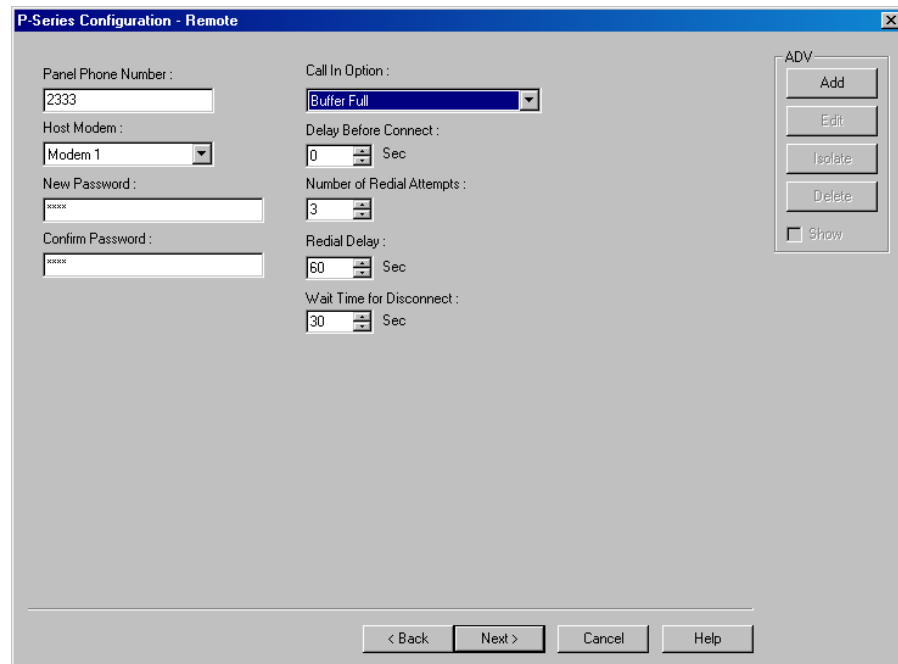 P-Series Configuration - Remote
Panel Phone Number :
2333
Host Modem :
Modem 1
New Password :
xxxx
Confirm Password :
xxxx
Call In Option :
Buffer Full
Delay Before Connect :
0 Sec
Number of Redial Attempts :
3
Redial Delay :
60 Sec
Wait Time for Disconnect :
30 Sec
ADV
Add
Edit
Isolate
Delete
Show
< Back Next > Cancel Help